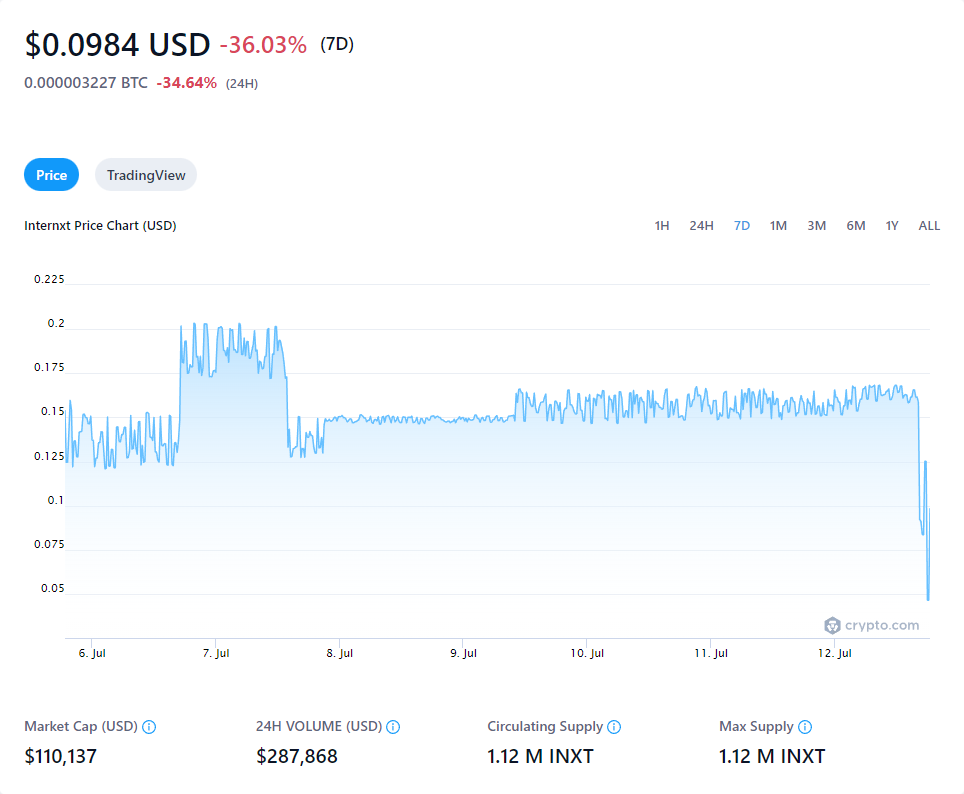 $0.0984 USD -36.03% (7D)
0.000003227 BTC -34.64% (24H)
Price TradingView
Internxt Price Chart (USD) 1H 24H 7D 1M 3M 6M 1Y ALL
0.225
0.2
0.175
0.15
0.125
0.1
0.075
0.05
crypto.com
6. Jul 7. Jul 8. Jul 9. Jul 10. Jul 11. Jul 12. Jul
Market Cap (USD) 24H VOLUME (USD) Circulating Supply Max Supply
$110,137 $287,868 1.12 M INXT 1.12 M INXT